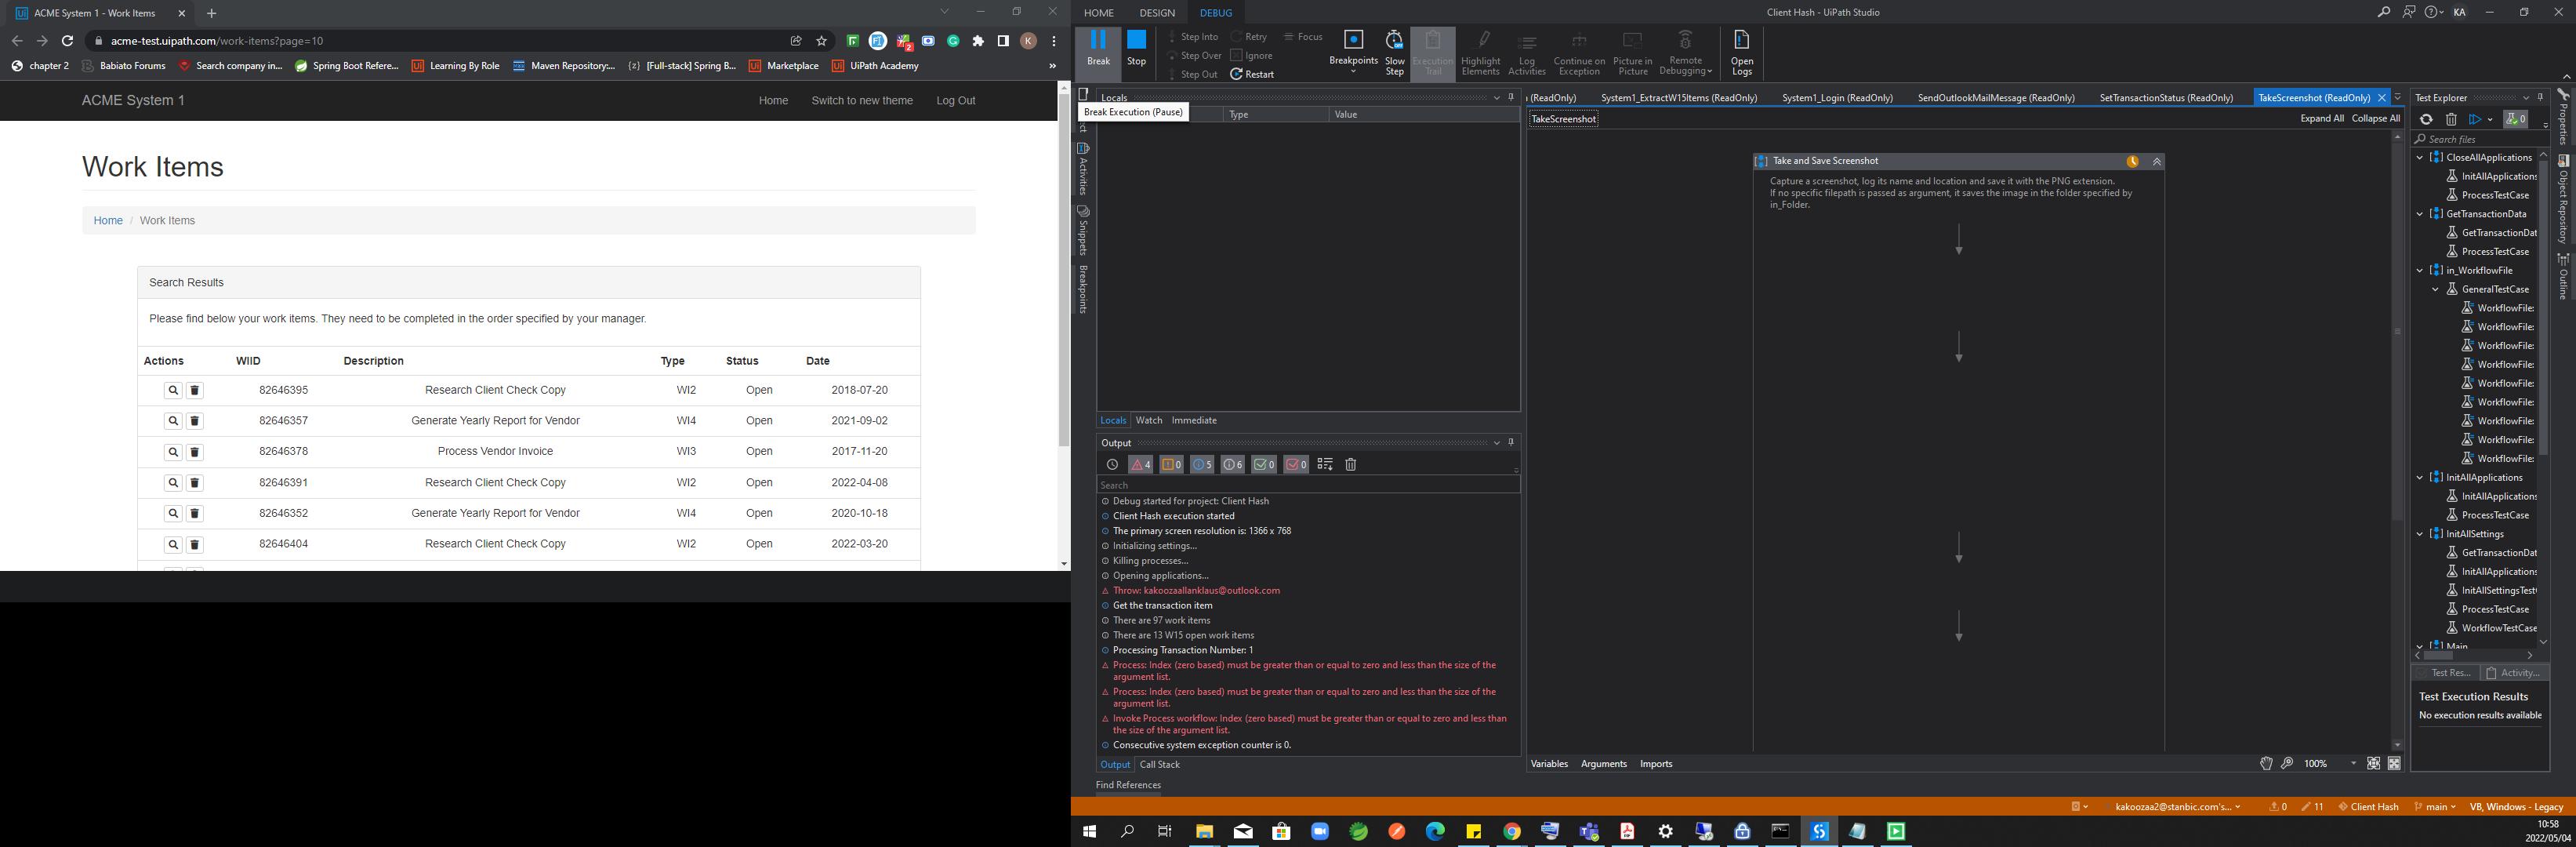 ACME System 1 - Work Items
acme-test.uipath.com/work-items?page=10
chapter 2
Babiato Forums
Search company in...
Spring Boot Refere...
Learning By Role
Maven Repository:...
[Full-stack] Spring B...
Marketplace
UiPath Academy
ACME System 1
Home
Switch to new theme
Log Out
Work Items
Home / Work Items
Search Results
Please find below your work items. They need to be completed in the order specified by your manager.
Actions WIID Description Type Status Date
82646395 Research Client Check Copy WI2 Open 2018-07-20
82646357 Generate Yearly Report for Vendor WI4 Open 2021-09-02
82646378 Process Vendor Invoice WI3 Open 2017-11-20
82646391 Research Client Check Copy WI2 Open 2022-04-08
82646352 Generate Yearly Report for Vendor WI4 Open 2020-10-18
82646404 Research Client Check Copy WI2 Open 2022-03-20
HOME DESIGN DEBUG
Client Hash - UiPath Studio
KA
Break
Stop
Step Into
Step Over
Step Out
Retry
Ignore
Restart
Focus
Breakpoints
Slow
Step
Execution
Trail
Highlight
Elements
Log
Activities
Continue on
Exception
Picture in
Picture
Remote
Debugging
Open
Logs
Locals
Break Execution (Pause)
Type
Value
Activities
Snippets
Breakpoints
Locals Watch Immediate
Output
4 0 5 6 0 0
Search
Debug started for project: Client Hash
Client Hash execution started
The primary screen resolution is: 1366 x 768
Initializing settings...
Killing processes...
Opening applications...
Throw: kakoozaallanklaus@outlook.com
Get the transaction item
There are 97 work items
There are 13 W15 open work items
Processing Transaction Number: 1
Process: Index (zero based) must be greater than or equal to zero and less than the size of the
argument list.
Process: Index (zero based) must be greater than or equal to zero and less than the size of the
argument list.
Invoke Process workflow: Index (zero based) must be greater than or equal to zero and less than
the size of the argument list.
Consecutive system exception counter is 0.
Output Call Stack
Find References
(ReadOnly)
System1_ExtractW15Items (ReadOnly)
System1_Login (ReadOnly)
SendOutlookMailMessage (ReadOnly)
SetTransactionStatus (ReadOnly)
TakeScreenshot (ReadOnly)
TakeScreenshot
Expand All Collapse All
Take and Save Screenshot
Capture a screenshot, log its name and location and save it with the PNG extension.
If no specific filepath is passed as argument, it saves the image in the folder specified by
in_Folder.
Variables Arguments Imports
100%
Test Explorer
0
Search files
CloseAllApplications
InitAllApplications
ProcessTestCase
GetTransactionData
GetTransactionDat
ProcessTestCase
in_WorkflowFile
GeneralTestCase
WorkflowFile:
WorkflowFile:
WorkflowFile:
WorkflowFile:
WorkflowFile:
WorkflowFile:
WorkflowFile:
WorkflowFile:
WorkflowFile:
InitAllApplications
InitAllApplications
ProcessTestCase
InitAllSettings
GetTransactionDat
InitAllApplications
InitAllSettingsTest
ProcessTestCase
WorkflowTestCase
Main
Test Res...
Activity...
Test Execution Results
No execution results available
Properties
Object Repository
Outline
kakoozaa2@stanbic.com's...
0
11
Client Hash
main
VB, Windows - Legacy
10:58
2022/05/04